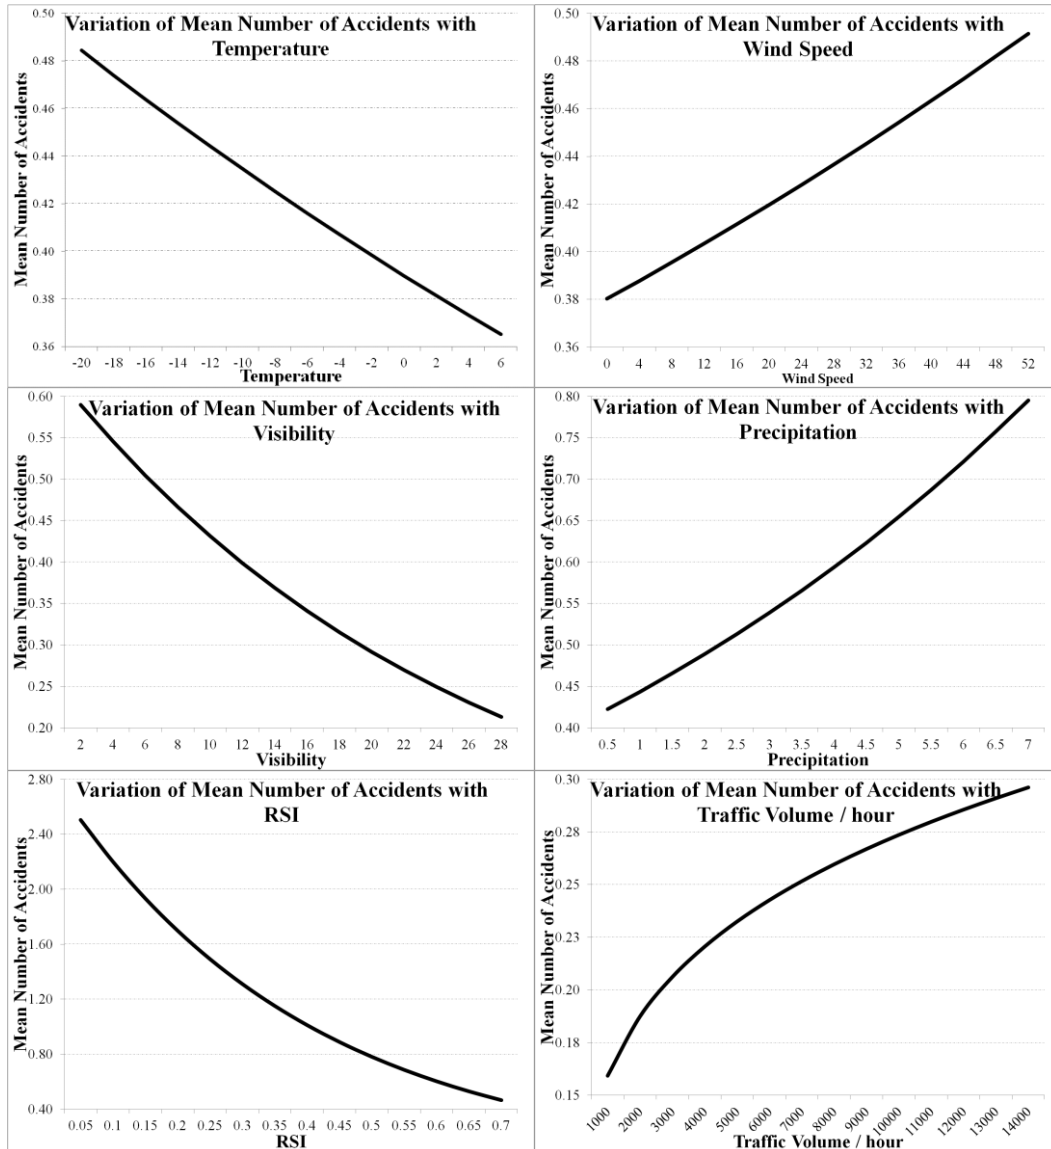 Variation of Mean Number of Accidents with
Temperature
Mean Number of Accidents
0.50
0.48
0.46
0.44
0.42
0.40
0.38
0.36
-20 -18 -16 -14 -12 -10 -8 -6 -4 -2 0 2 4 6
Temperature
Variation of Mean Number of Accidents with
Wind Speed
Mean Number of Accidents
0.50
0.48
0.46
0.44
0.42
0.40
0.38
0.36
0 4 8 12 16 20 24 28 32 36 40 44 48 52
Wind Speed
Variation of Mean Number of Accidents with
Visibility
Mean Number of Accidents
0.60
0.55
0.50
0.45
0.40
0.35
0.30
0.25
0.20
2 4 6 8 10 12 14 16 18 20 22 24 26 28
Visibility
Variation of Mean Number of Accidents with
Precipitation
Mean Number of Accidents
0.80
0.75
0.70
0.65
0.60
0.55
0.50
0.45
0.40
0.5 1 1.5 2 2.5 3 3.5 4 4.5 5 5.5 6 6.5 7
Precipitation
Variation of Mean Number of Accidents with
RSI
Mean Number of Accidents
2.80
2.40
2.00
1.60
1.20
0.80
0.40
0.05 0.1 0.15 0.2 0.25 0.3 0.35 0.4 0.45 0.5 0.55 0.6 0.65 0.7
RSI
Variation of Mean Number of Accidents with
Traffic Volume / hour
Mean Number of Accidents
0.30
0.28
0.25
0.23
0.20
0.18
0.15
1000 2000 3000 4000 5000 6000 7000 8000 9000 10000 11000 12000 13000 14000
Traffic Volume / hour